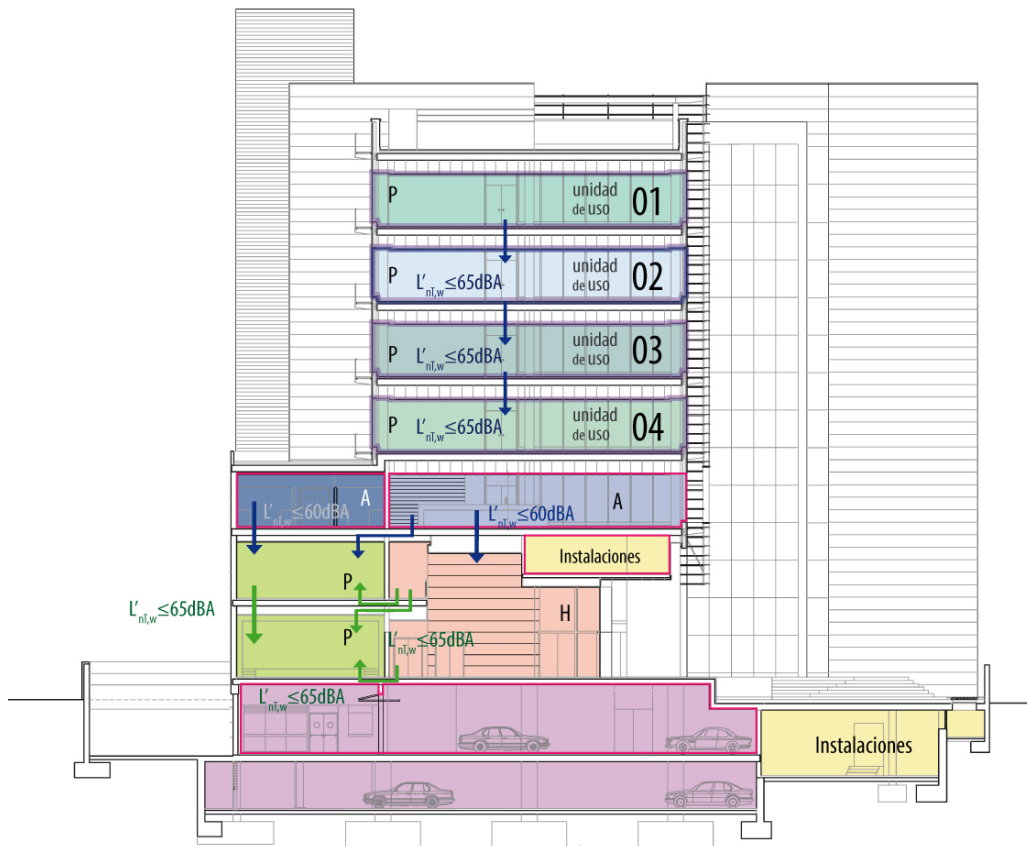 P unidad de uso 01
P L'nT,w≤65dBA unidad de uso 02
P L'nT,w≤65dBA unidad de uso 03
P L'nT,w≤65dBA unidad de uso 04
A
L'nT,w≤60dBA
A
L'nT,w≤60dBA
Instalaciones
P
L'nT,w≤65dBA
H
P
L'nT,w≤65dBA
L'nT,w≤65dBA
Instalaciones